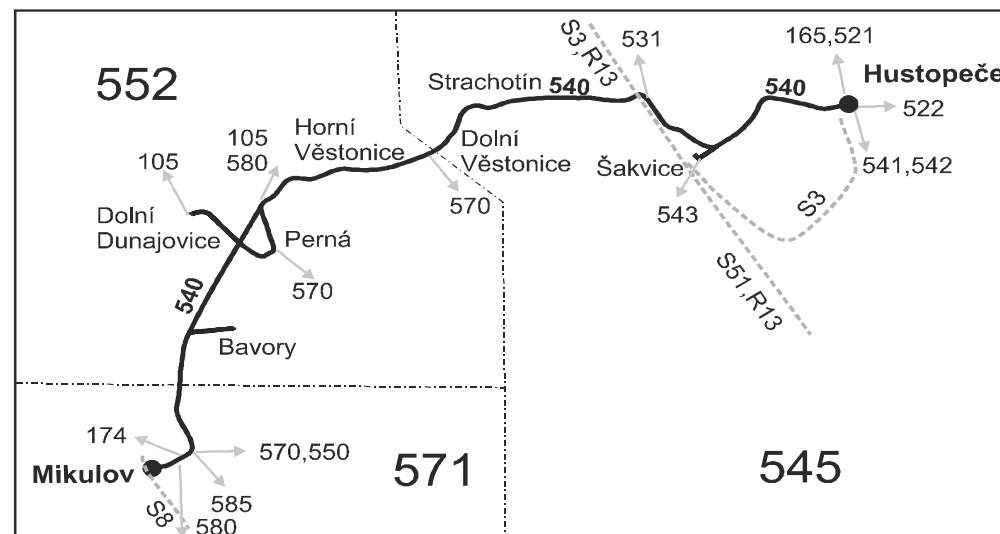 552
S3,R13
531
165,521
Hustopeče
Strachotín
540
540
522
105
580
Horní
Věstonice
Dolní
Věstonice
105
Šakvice
541,542
570
543
S3
Dolní
Dunajovice
Perná
570
540
S51,R13
Bavory
174
570,550
571
545
Mikulov
585
S8
580